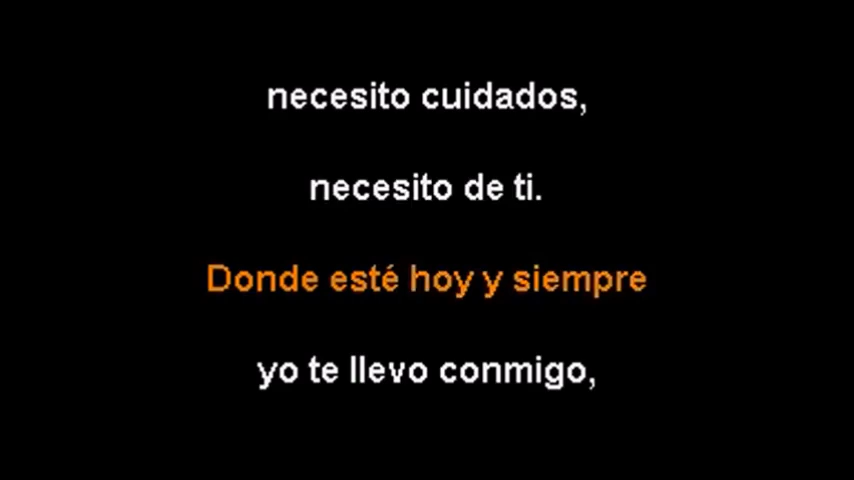 necesito cuidados,
necesito de ti.
Donde esté hoy y siempre
yo te llevo conmigo,